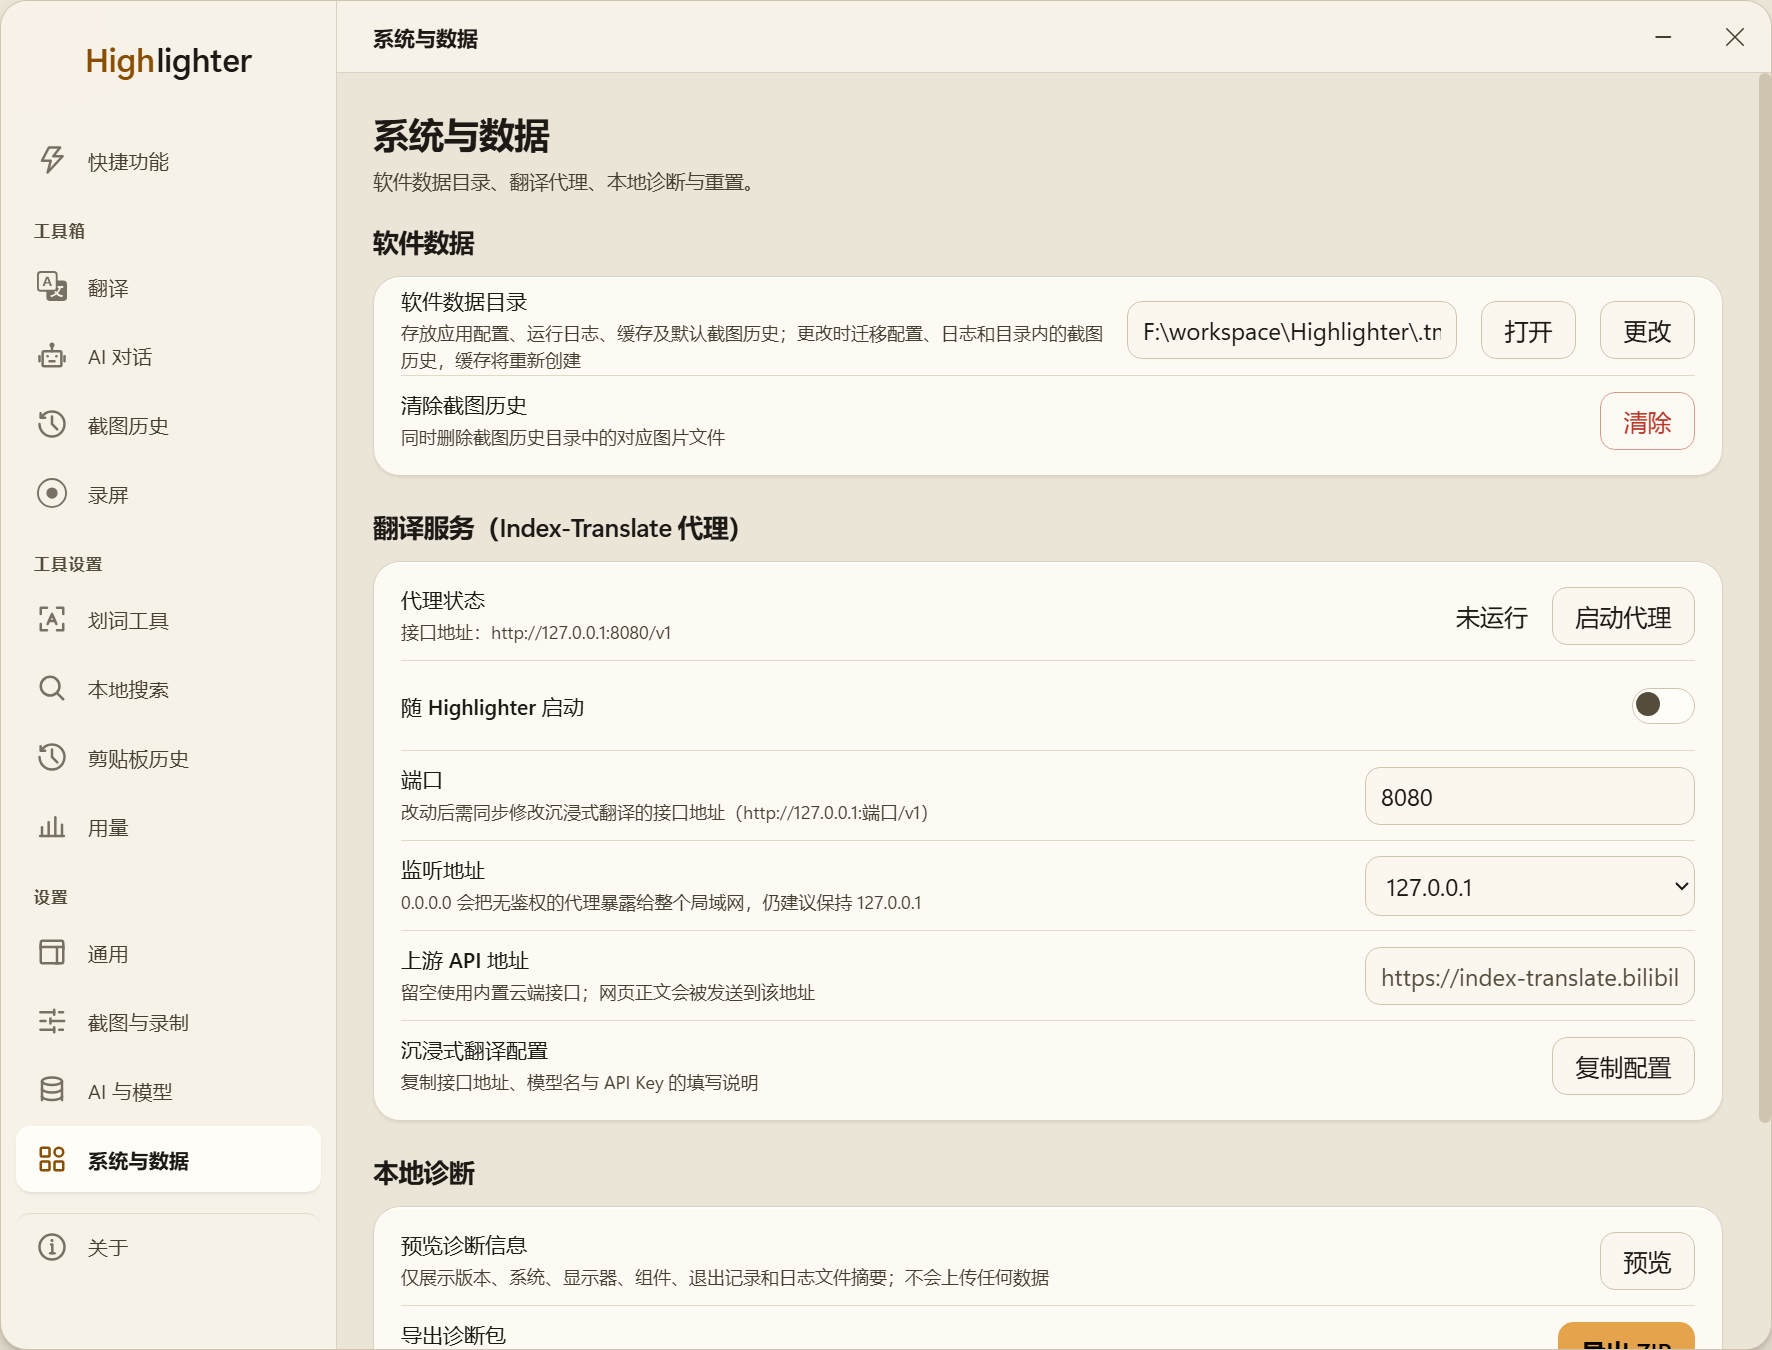 Highlighter
快捷功能
工具箱
翻译
AI 对话
截图历史
录屏
工具设置
划词工具
本地搜索
剪贴板历史
用量
设置
通用
截图与录制
AI 与模型
系统与数据
关于
系统与数据
系统与数据
软件数据目录、翻译代理、本地诊断与重置。
软件数据
软件数据目录
存放应用配置、运行日志、缓存及默认截图历史；更改时迁移配置、日志和目录内的截图
历史，缓存将重新创建
F:\workspace\Highlighter\.tn
打开
更改
清除截图历史
同时删除截图历史目录中的对应图片文件
清除
翻译服务（Index-Translate 代理）
代理状态
接口地址：http://127.0.0.1:8080/v1
未运行
启动代理
随 Highlighter 启动
端口
改动后需同步修改沉浸式翻译的接口地址（http://127.0.0.1:端口/v1）
8080
监听地址
0.0.0.0 会把无鉴权的代理暴露给整个局域网，仍建议保持 127.0.0.1
127.0.0.1
上游 API 地址
留空使用内置云端接口；网页正文会被发送到该地址
https://index-translate.bilibil
沉浸式翻译配置
复制接口地址、模型名与 API Key 的填写说明
复制配置
本地诊断
预览诊断信息
仅展示版本、系统、显示器、组件、退出记录和日志文件摘要；不会上传任何数据
预览
导出诊断包
导出 ZIP